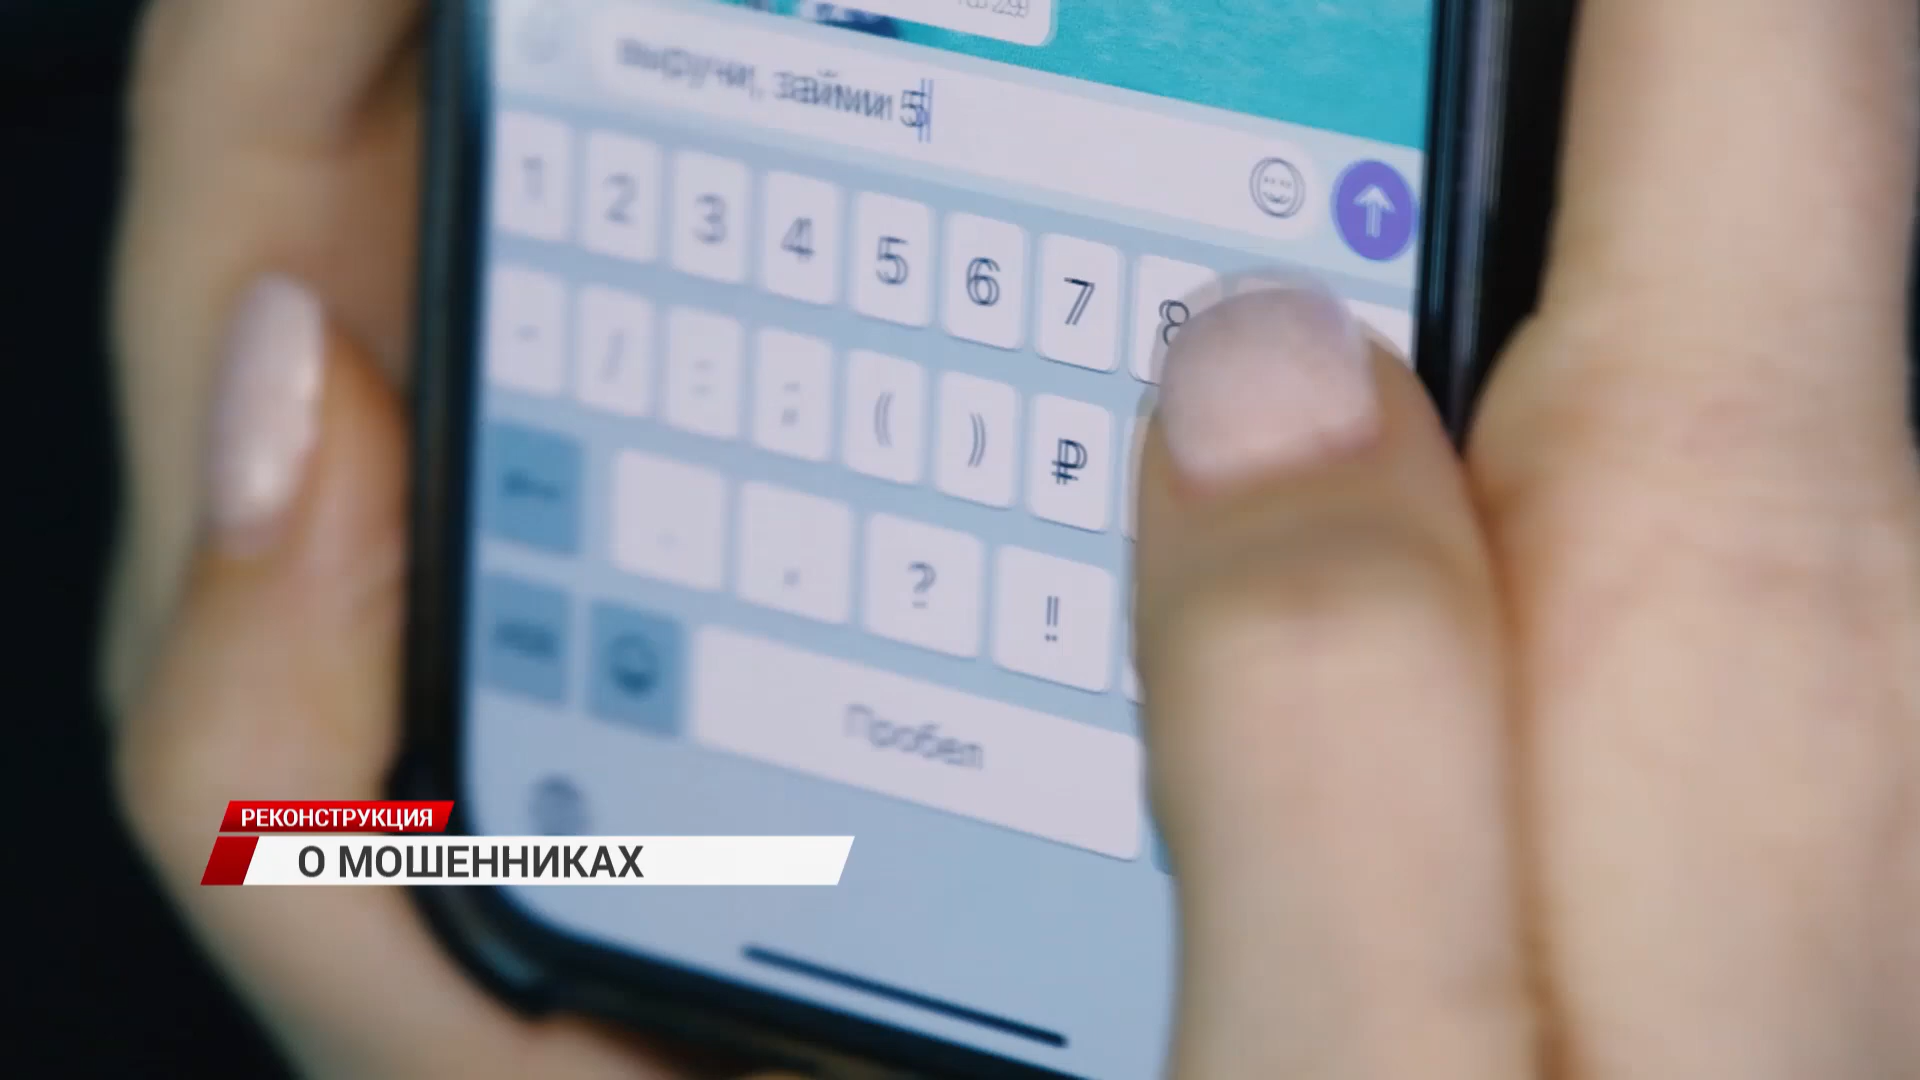 выручи, займи 5
1 2 3 4 5 6 7 8
- / : ; ( ) ₽
. , ? !
Пробел
РЕКОНСТРУКЦИЯ
О МОШЕННИКАХ